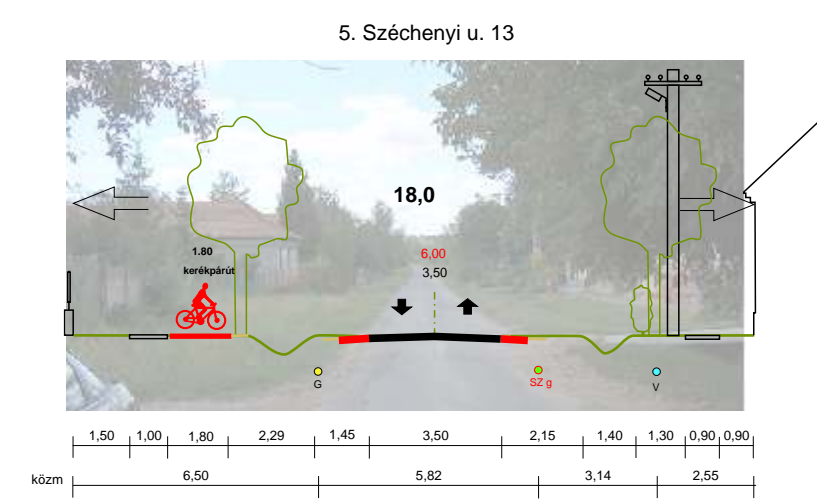 5. Széchenyi u. 13
18,0
1.80
kerékpárút
6,00
3,50
G
SZ g
V
1,50 1,00 1,80 2,29 1,45 3,50 2,15 1,40 1,30 0,90 0,90
közm 6,50 5,82 3,14 2,55